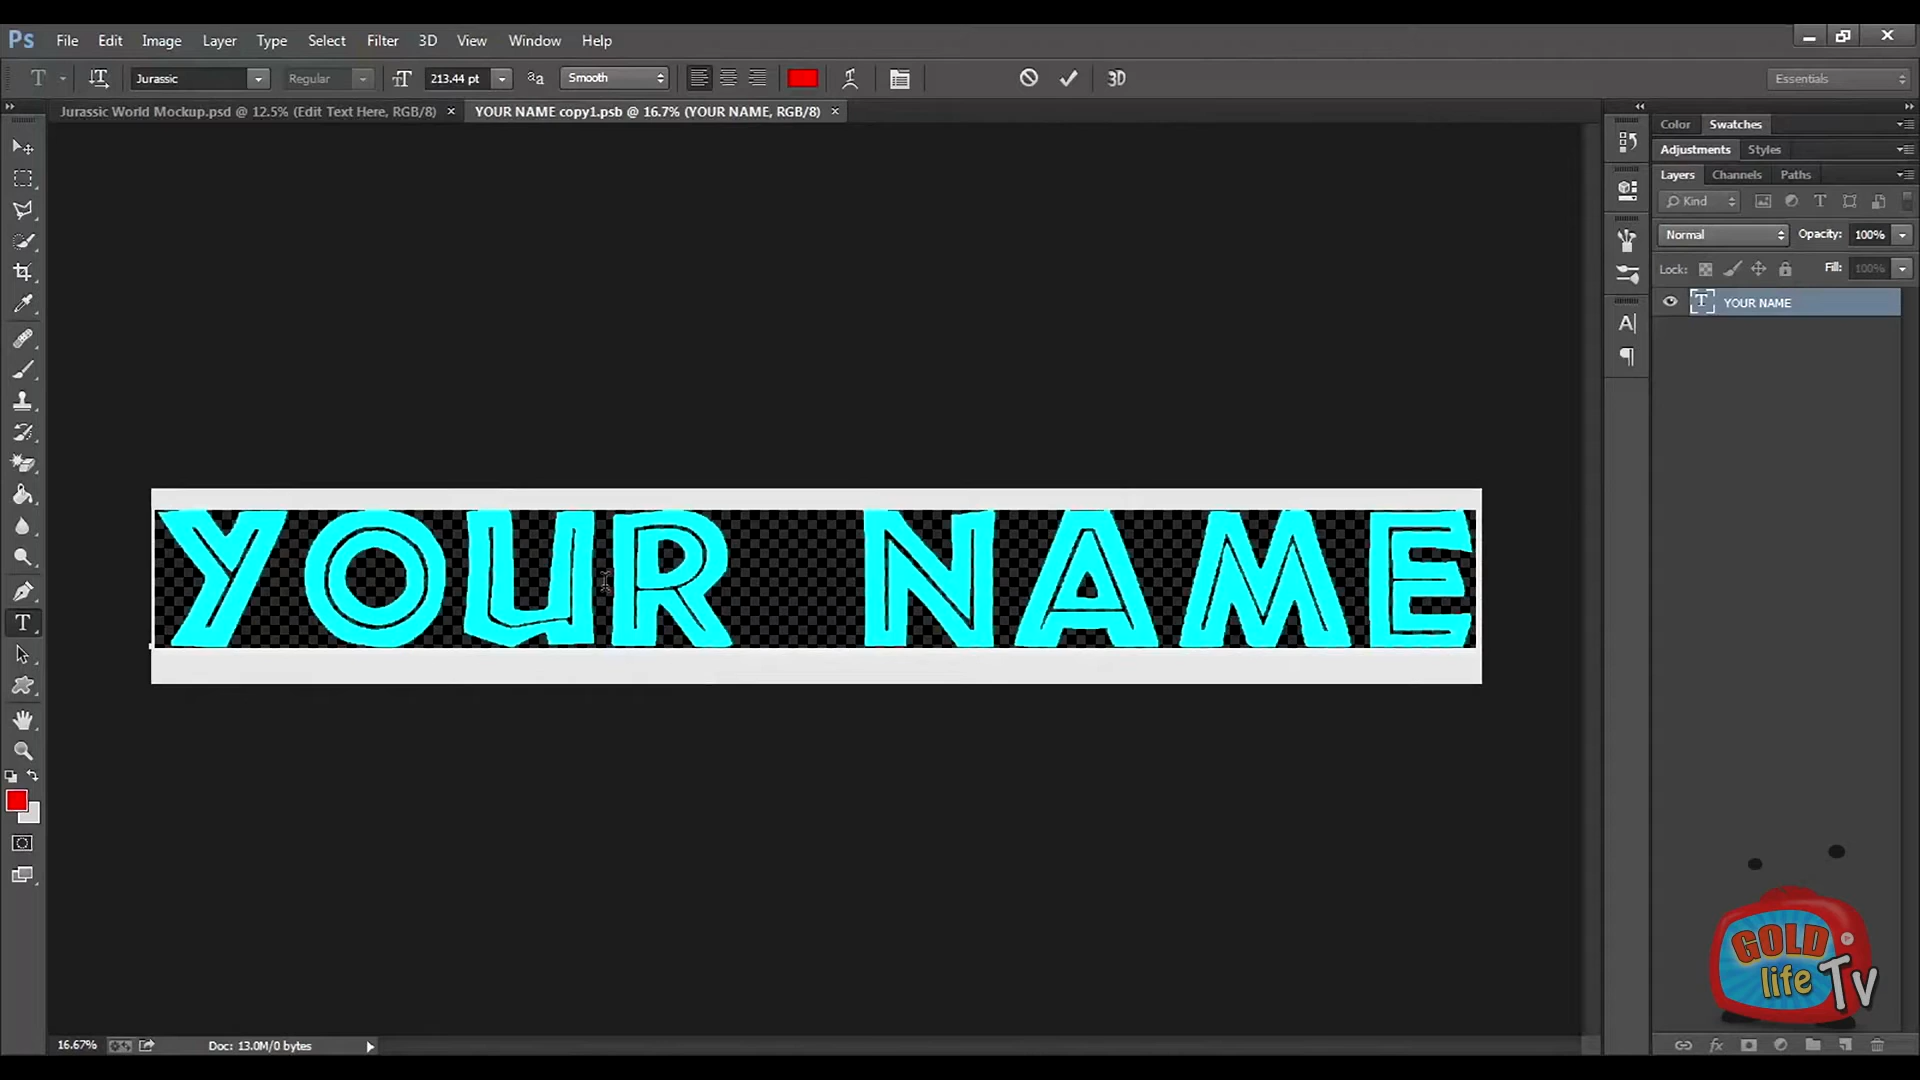 Ps File Edit Image Layer Type Select Filter 3D View Window Help
T Jurassic Regular 213.44 pt Smooth 3D Essentials
Jurassic World Mockup.psd @ 12.5% (Edit Text Here, RGB/8) × YOUR NAME copy1.psb @ 16.7% (YOUR NAME, RGB/8) ×
Color Swatches
Adjustments Styles
Layers Channels Paths
Kind
Normal Opacity: 100%
Lock: Fill: 100%
T YOUR NAME
YOUR NAME
GOLD
life Tv
16.67% Doc: 13.0M/0 bytes